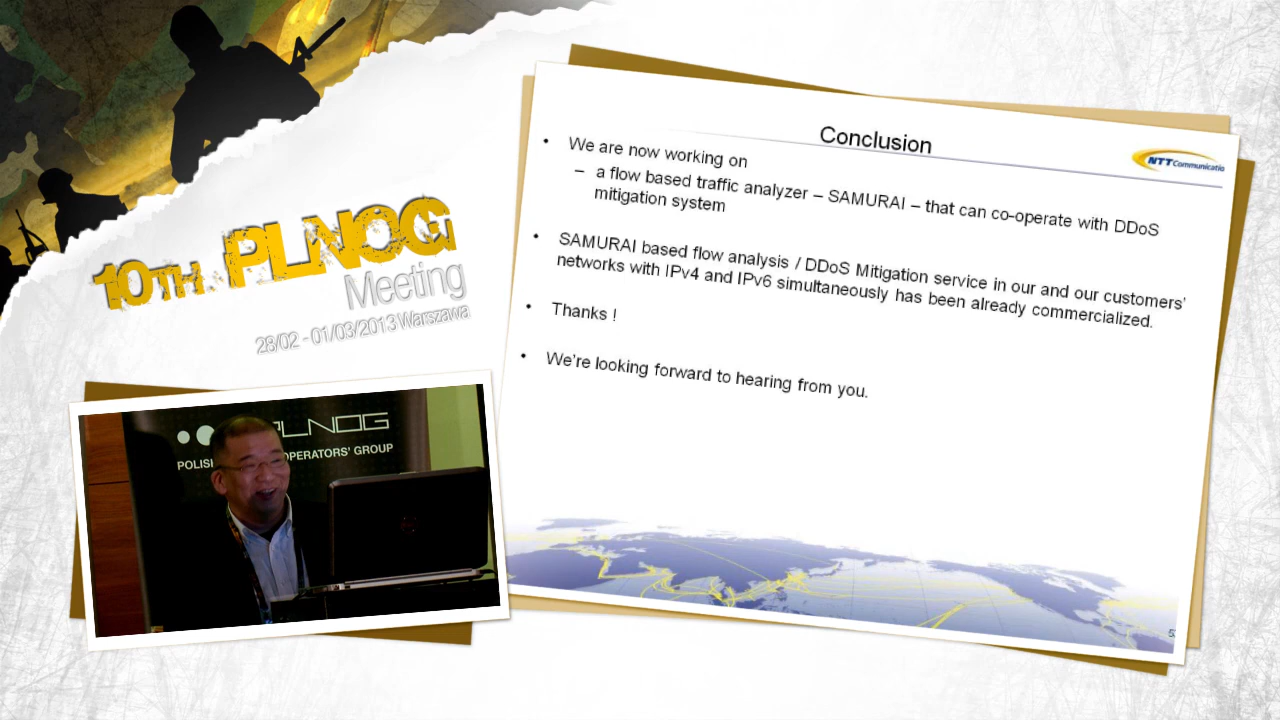 10TH PLNOG
Meeting
28/02 - 01/03/2013 Warszawa
PLNOG
POLIS OPERATORS' GROUP
Conclusion
NTT Communicatio
• We are now working on
– a flow based traffic analyzer – SAMURAI – that can co-operate with DDoS
mitigation system
• SAMURAI based flow analysis / DDoS Mitigation service in our and our customers'
networks with IPv4 and IPv6 simultaneously has been already commercialized.
• Thanks !
• We're looking forward to hearing from you.